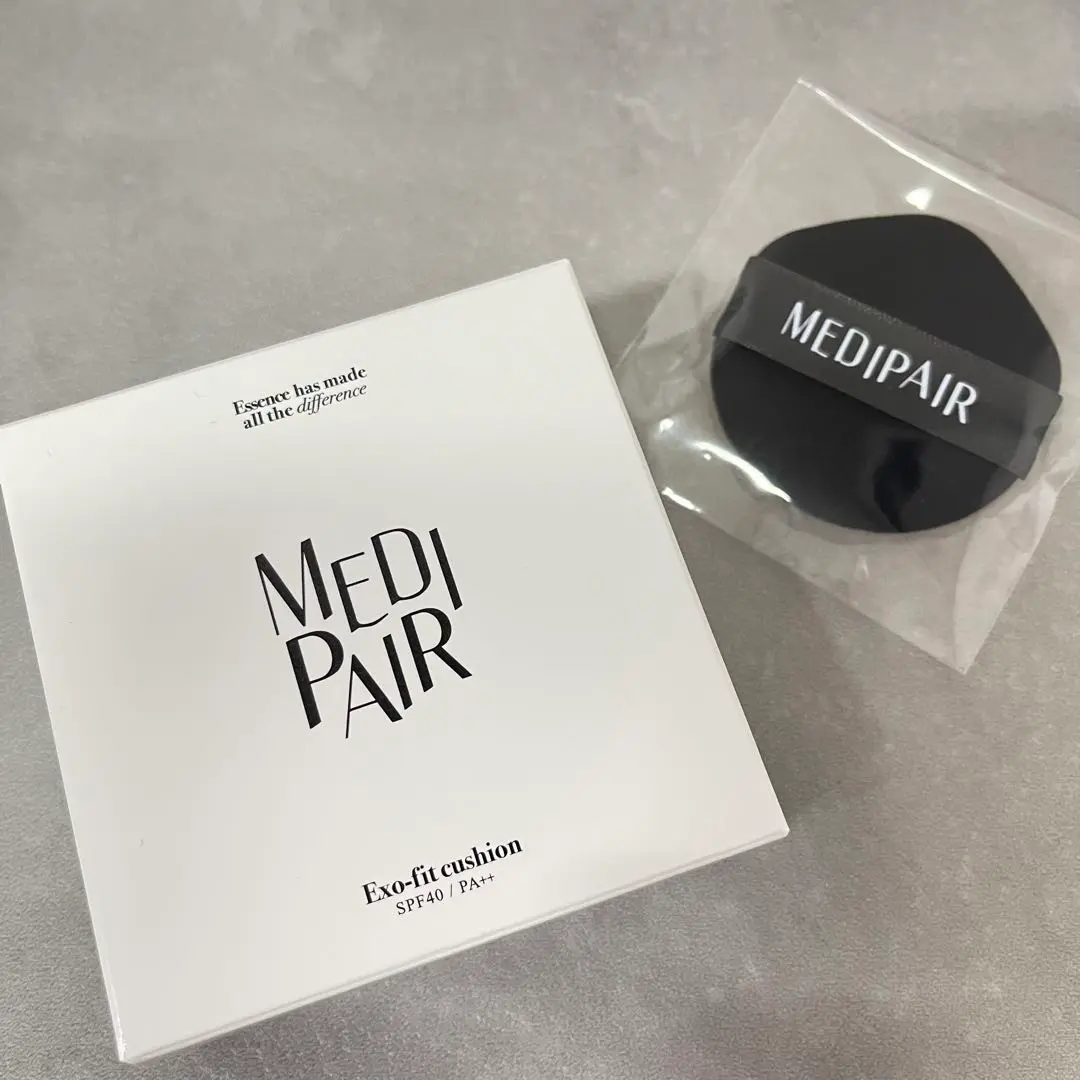 Essence has made
all the difference
MEDI
PAIR
Exo-fit cushion
SPF40 / PA++
MEDIPAIR